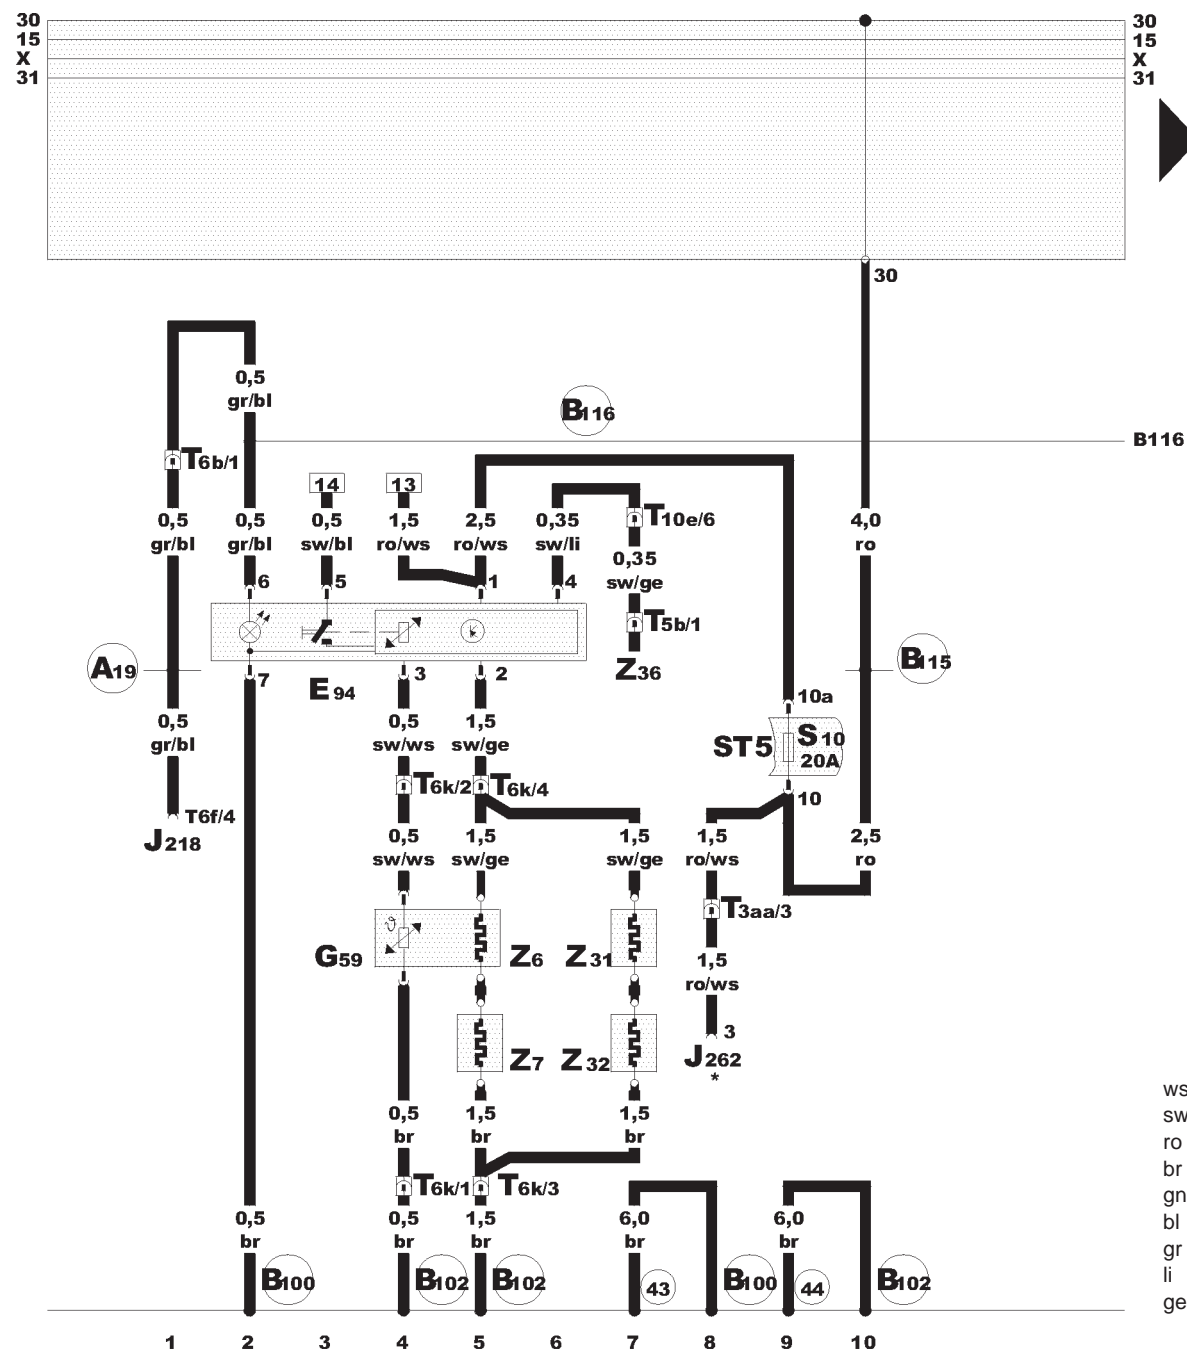 30 30
15 15
X X
31 31
30
0,5
gr/bl
B116
B116
T6b/1
14 13
T10e/6
0,5 0,5 0,5 1,5 2,5 0,35 4,0
gr/bl gr/bl sw/bl ro/ws ro/ws sw/li ro
0,35
sw/ge
6 5 1 4
T5b/1
A19 B115
Z36
7 E94 3 2
10a
0,5 0,5 1,5
gr/bl sw/ws sw/ge
ST5 S10
20A
T6k/2 T6k/4
10
T6f/4
J218
0,5 1,5 1,5 1,5 2,5
sw/ws sw/ge sw/ge ro/ws ro
T3aa/3
G59 Z6 Z31
1,5
ro/ws
3
Z7 Z32 J262
*
0,5 1,5 1,5
br br br
T6k/1 T6k/3
0,5 0,5 1,5 6,0 6,0
br br br br br
B100 B102 B102 43 B100 44 B102
1 2 3 4 5 6 7 8 9 10
ws
sw
ro
br
gn
bl
gr
li
ge